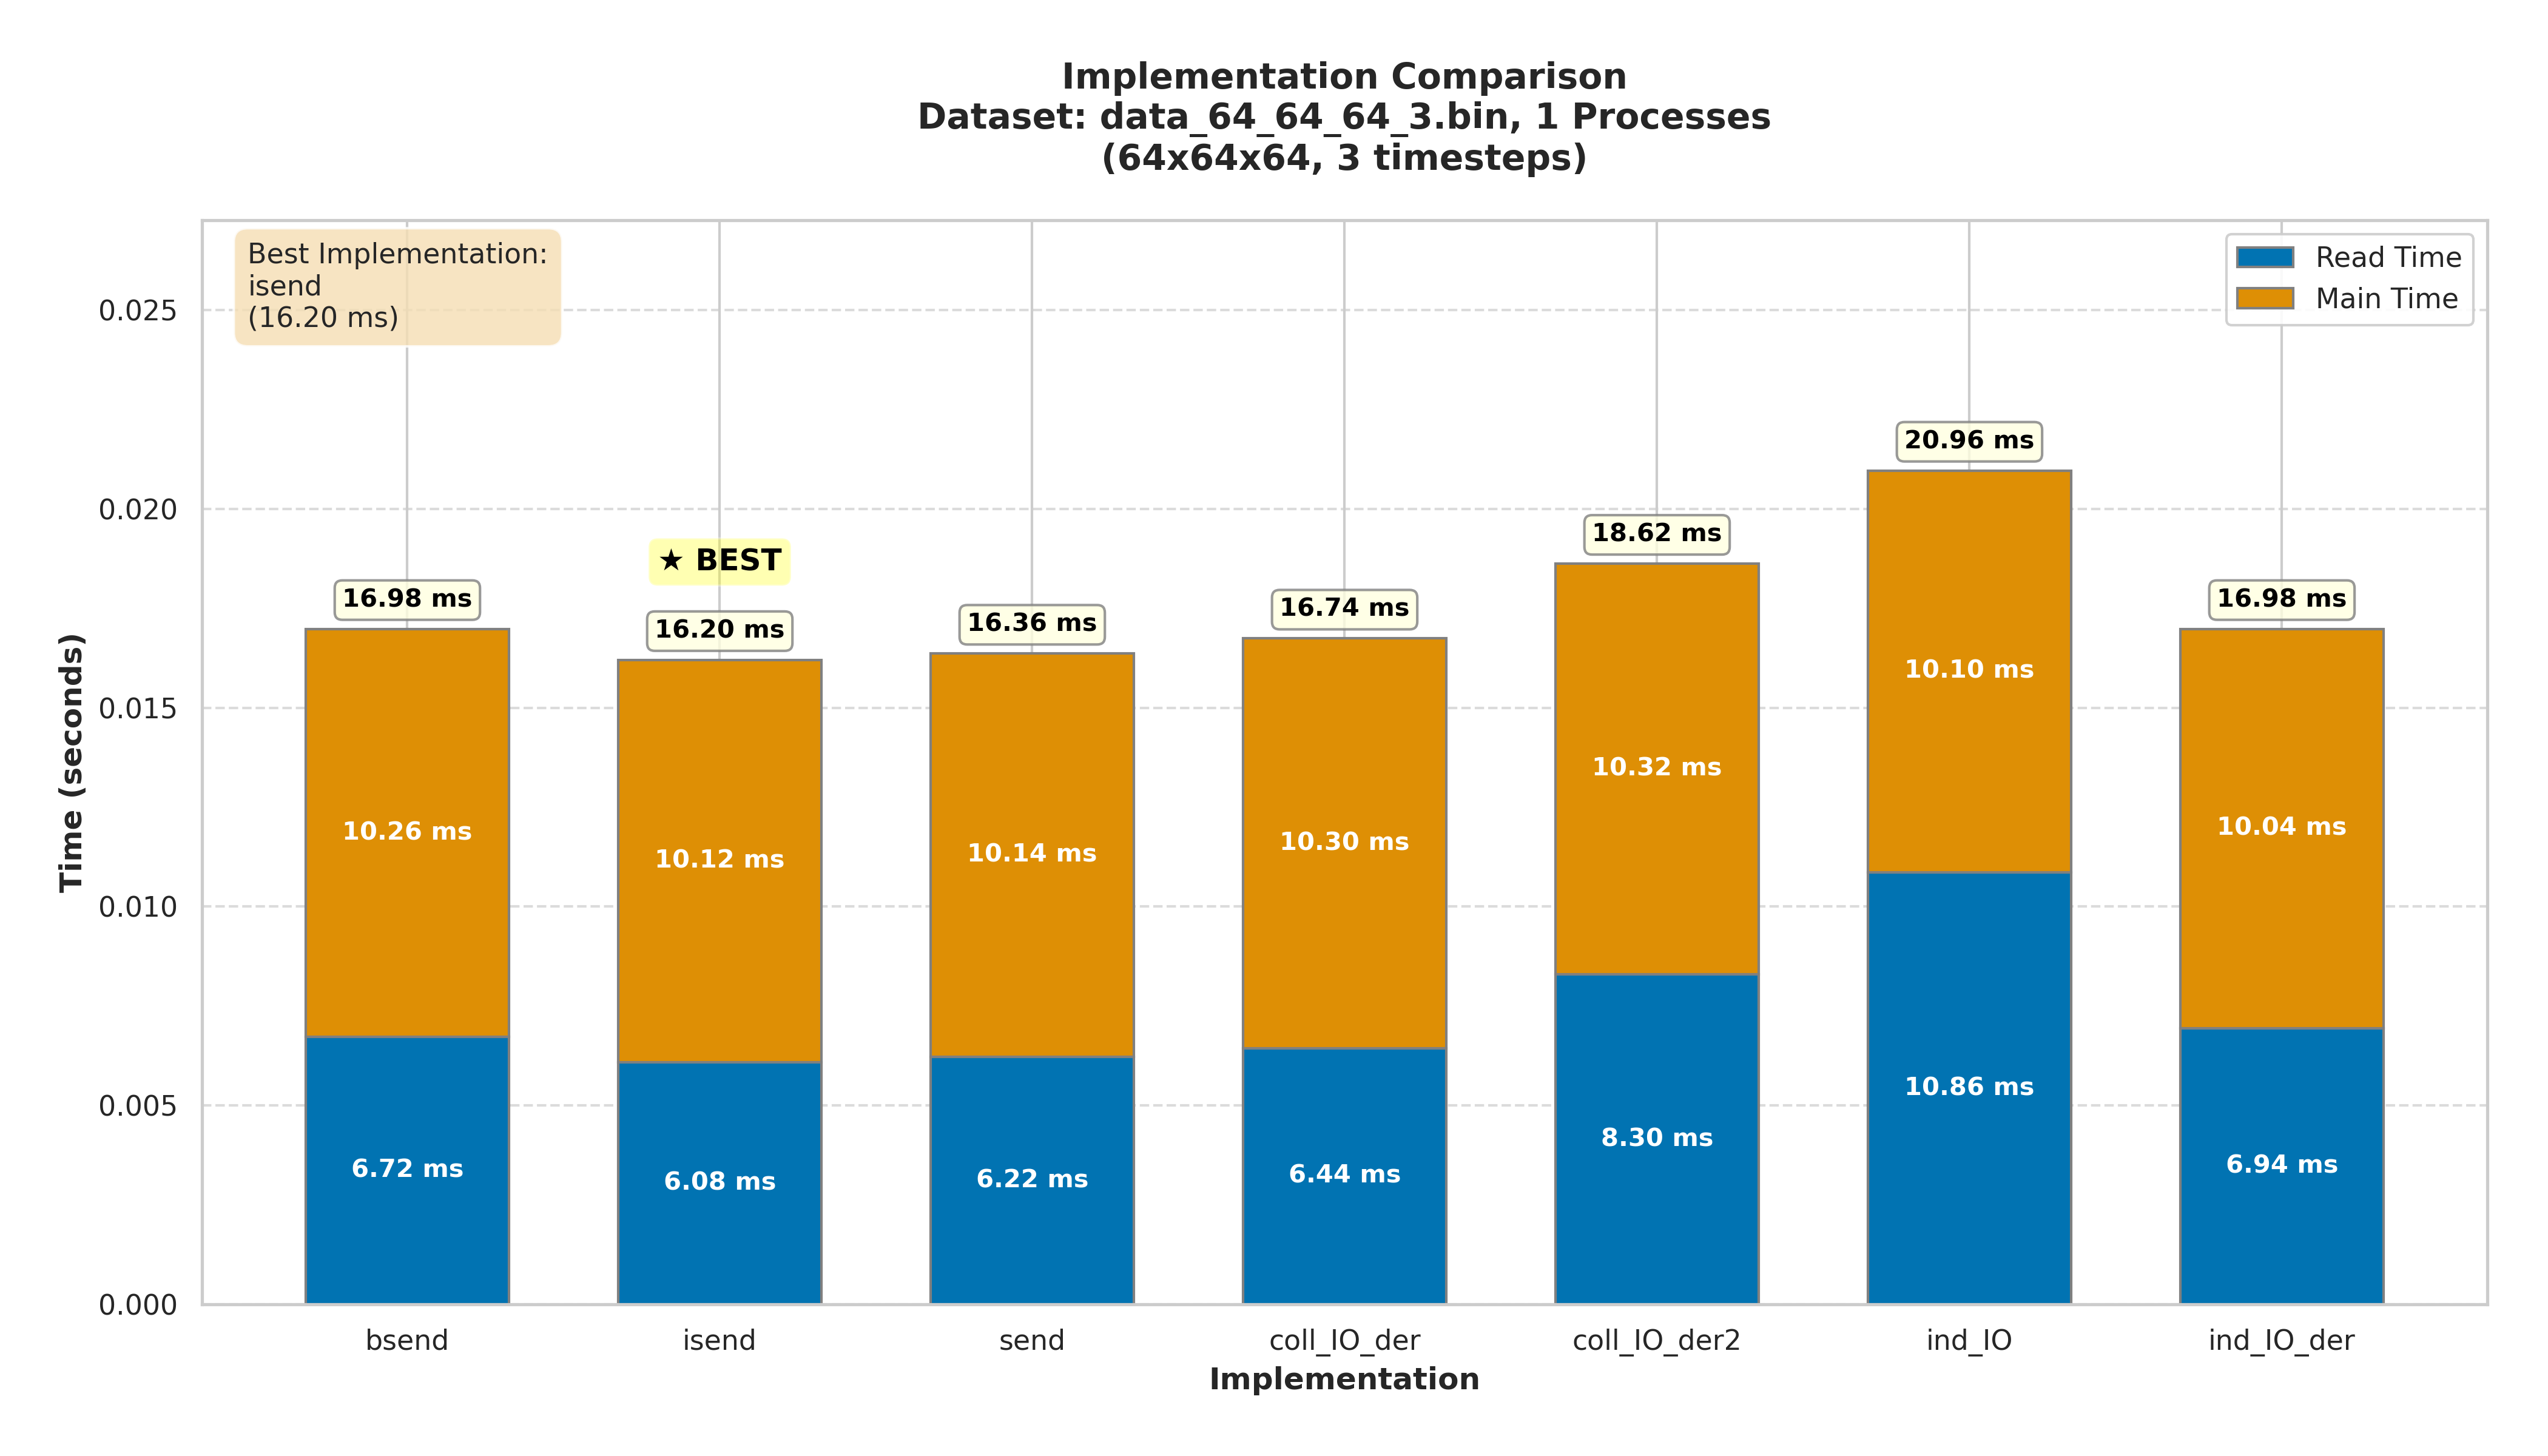 Implementation Comparison
Dataset: data_64_64_64_3.bin, 1 Processes
(64x64x64, 3 timesteps)
Best Implementation:
isend
(16.20 ms)
Read Time
Main Time
Time (seconds)
0.025
0.020
0.015
0.010
0.005
0.000
16.98 ms
10.26 ms
6.72 ms
★ BEST
16.20 ms
10.12 ms
6.08 ms
16.36 ms
10.14 ms
6.22 ms
16.74 ms
10.30 ms
6.44 ms
18.62 ms
10.32 ms
8.30 ms
20.96 ms
10.10 ms
10.86 ms
16.98 ms
10.04 ms
6.94 ms
bsend
isend
send
coll_IO_der
coll_IO_der2
ind_IO
ind_IO_der
Implementation